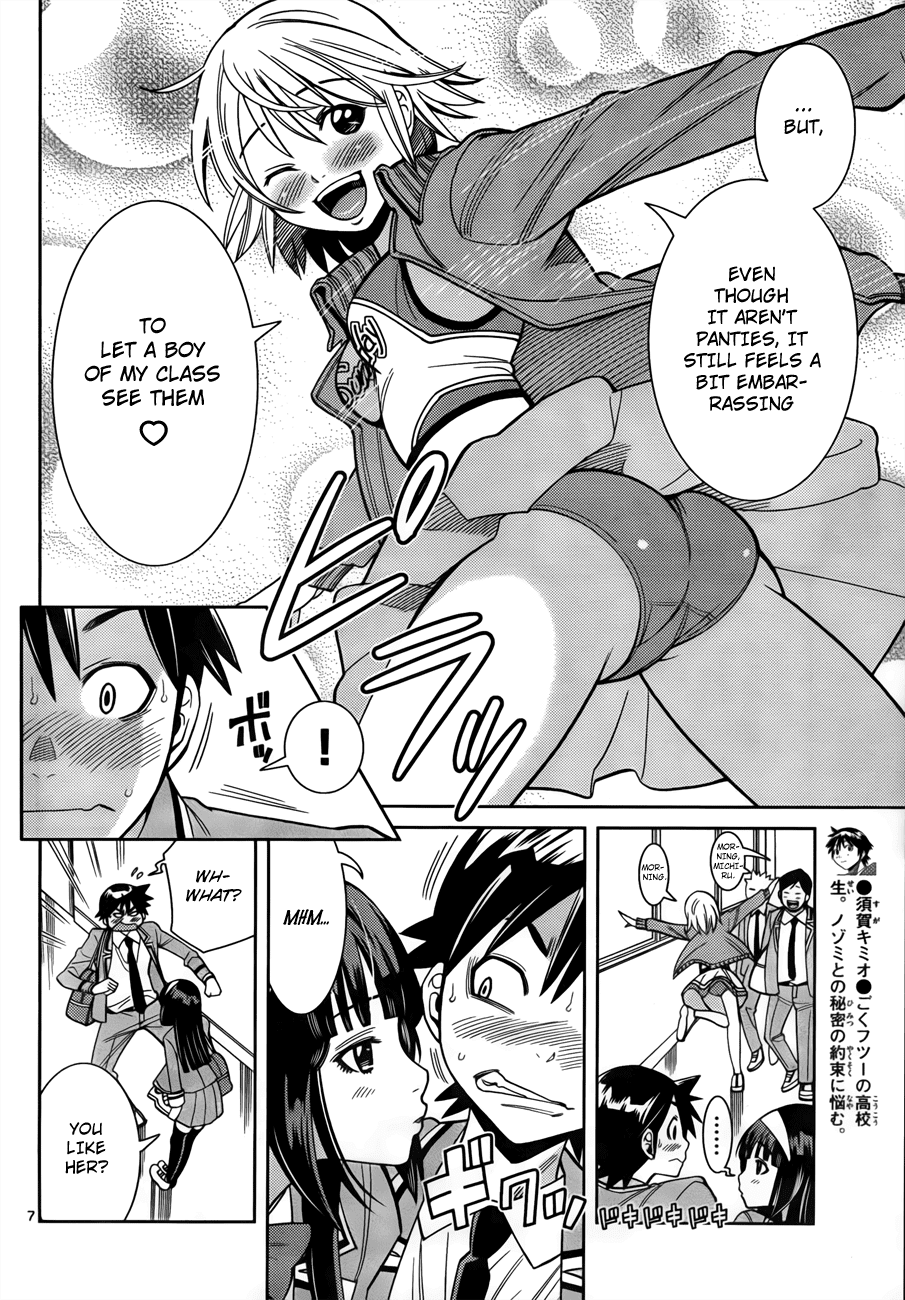 ...
BUT,
EVEN
THOUGH
IT AREN'T
PANTIES, IT
STILL FEELS A
BIT EMBAR-
RASSING
TO
LET A BOY
OF MY CLASS
SEE THEM
♡
ピラッ
ボッ
!
MOR-
NING,
MICHI-
RU.
MOR-
NING.
......
ドキドキドキ
●須賀キミオ●ごくフツーの高校
生。ノゾミとの秘密の約束に悩む。
MHM...
ギクッ
WH-
WHAT?
YOU
LIKE
HER?
7